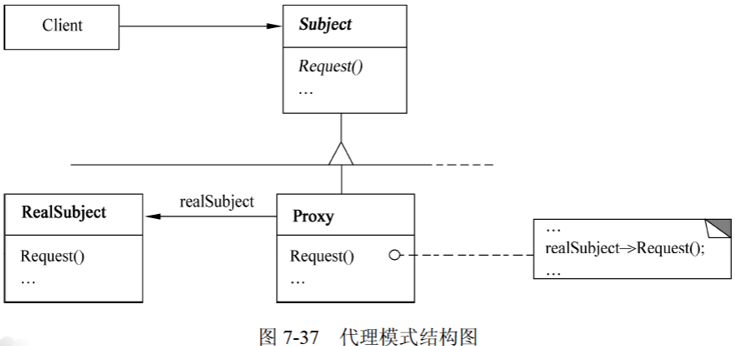 Client
Subject
Request()
…
RealSubject
Request()
…
realSubject
Proxy
Request()
…
…
realSubject→Request();
…
图 7-37 代理模式结构图